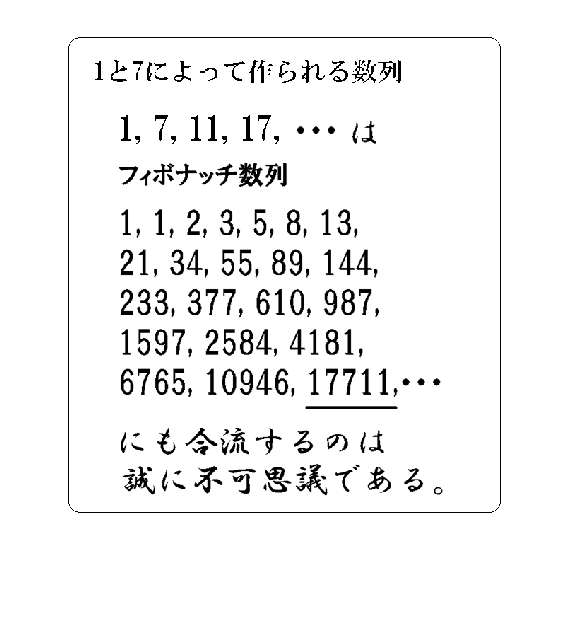 1と7によって作られる数列
1, 7, 11, 17, ・・・ は
フィボナッチ数列
1, 1, 2, 3, 5, 8, 13,
21, 34, 55, 89, 144,
233, 377, 610, 987,
1597, 2584, 4181,
6765, 10946, 17711,・・・
にも合流するのは
誠に不可思議である。